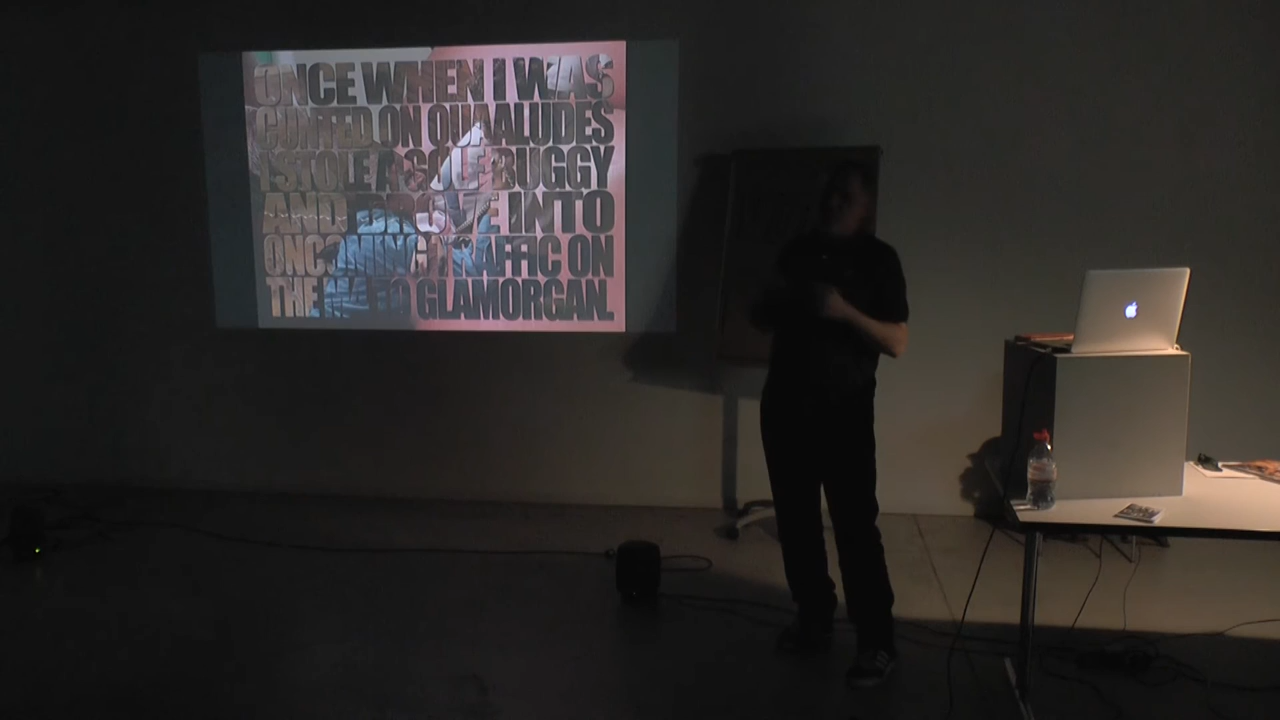 ONCE WHEN I WAS
CUNTED ON QUAALUDES
I STOLE A GOLF BUGGY
AND DROVE INTO
ONCOMING TRAFFIC ON
THE M4 TO GLAMORGAN.